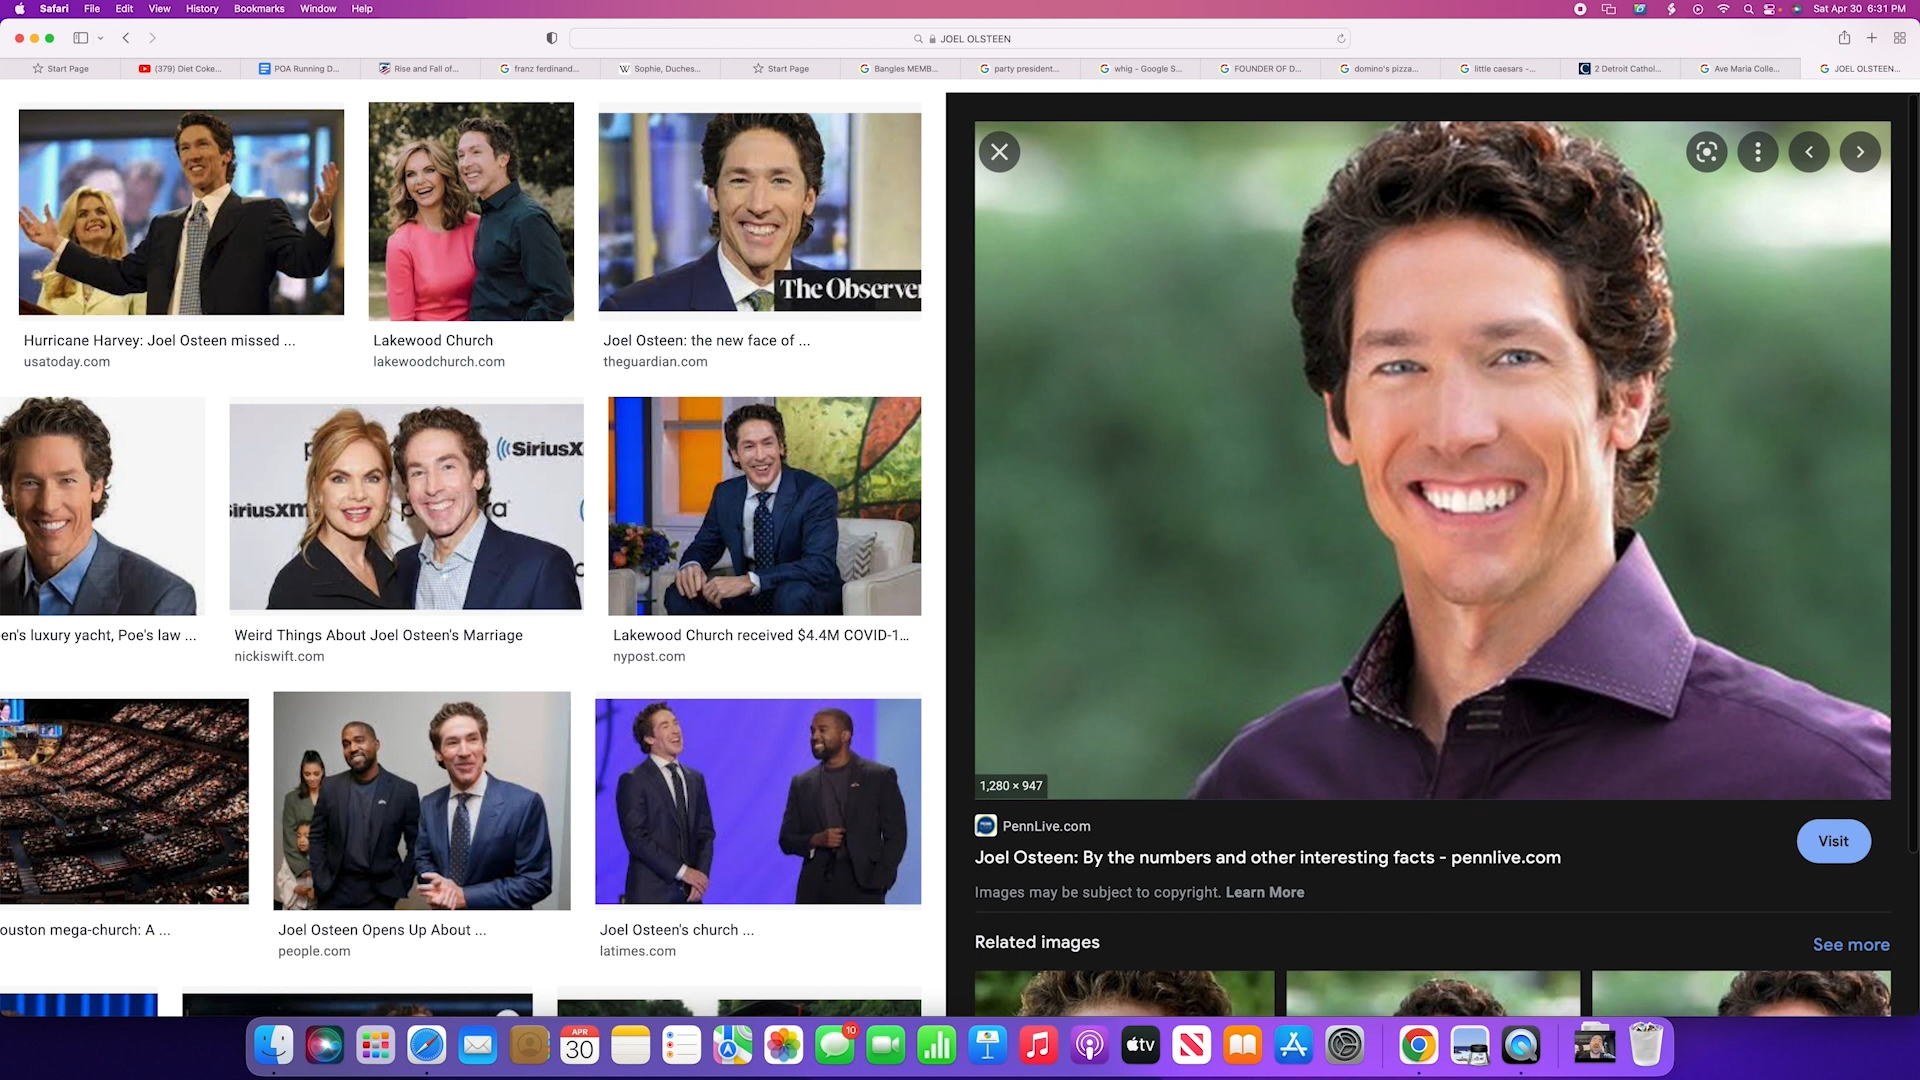 Safari File Edit View History Bookmarks Window Help
Sat Apr 30 6:31 PM
JOEL OLSTEEN
Start Page
(379) Diet Coke...
POA Running D...
Rise and Fall of...
franz ferdinand...
Sophie, Duches...
Start Page
Bangles MEMB...
party president...
whig - Google S...
FOUNDER OF D...
domino's pizza...
little caesars -...
2 Detroit Cathol...
Ave Maria Colle...
JOEL OLSTEEN...
The Observer
Hurricane Harvey: Joel Osteen missed ...
usatoday.com
Lakewood Church
lakewoodchurch.com
Joel Osteen: the new face of ...
theguardian.com
SiriusX
siriusxm
en's luxury yacht, Poe's law ...
Weird Things About Joel Osteen's Marriage
nickiswift.com
Lakewood Church received $4.4M COVID-1...
nypost.com
ouston mega-church: A ...
Joel Osteen Opens Up About ...
people.com
Joel Osteen's church ...
latimes.com
1,280 × 947
PennLive.com
Joel Osteen: By the numbers and other interesting facts - pennlive.com
Visit
Images may be subject to copyright. Learn More
Related images
See more
APR
30
10
tv